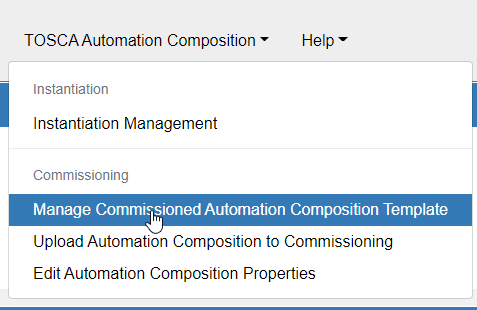 TOSCA Automation Composition Help
Instantiation
Instantiation Management
Commissioning
Manage Commissioned Automation Composition Template
Upload Automation Composition to Commissioning
Edit Automation Composition Properties